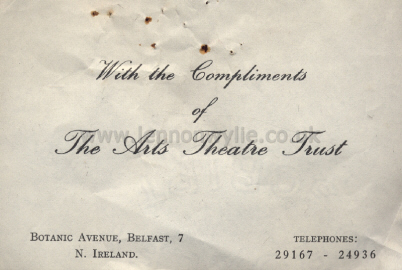 With the Compliments
of
The Arts Theatre Trust
BOTANIC AVENUE, BELFAST, 7
N. IRELAND.
TELEPHONES:
29167 - 24936